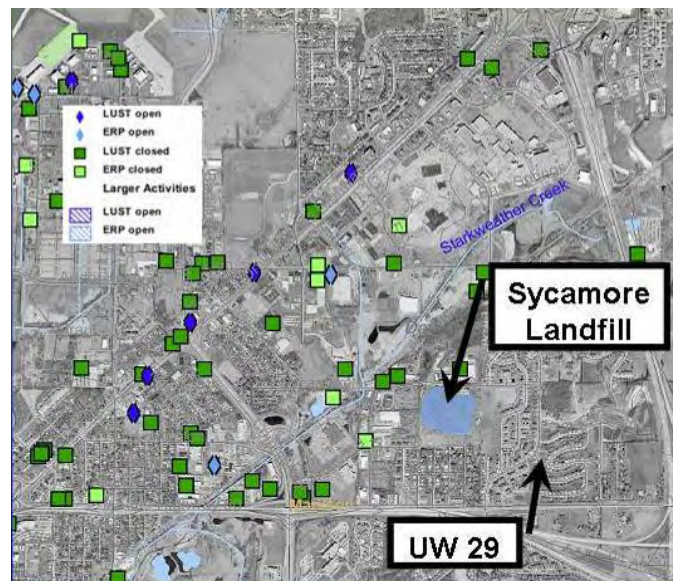 LUST open
ERP open
LUST closed
ERP closed
Larger Activities
LUST open
ERP open
Starkweather Creek
Sycamore
Landfill
UW 29